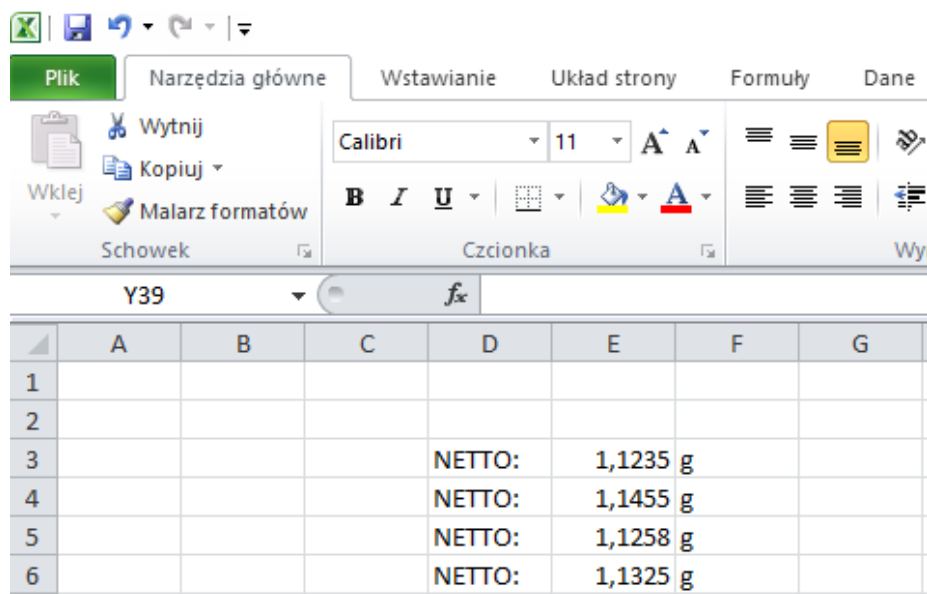 Plik Narzędzia główne Wstawianie Układ strony Formuły Dane
Wklej
Wytnij
Kopiuj
Malarz formatów
Schowek
Calibri 11 A A
B I U A
Czcionka
Y39 fx
A B C D E F G
1
2
3 NETTO: 1,1235 g
4 NETTO: 1,1455 g
5 NETTO: 1,1258 g
6 NETTO: 1,1325 g